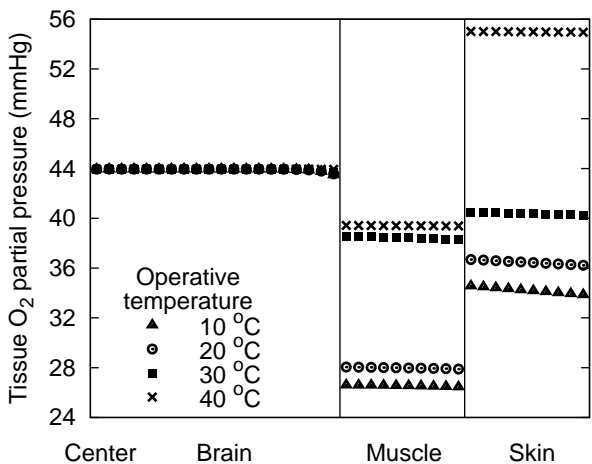 Tissue O2 partial pressure (mmHg)
56
52
48
44
40
36
32
28
24
Operative
temperature
10 °C
20 °C
30 °C
40 °C
Center Brain Muscle Skin